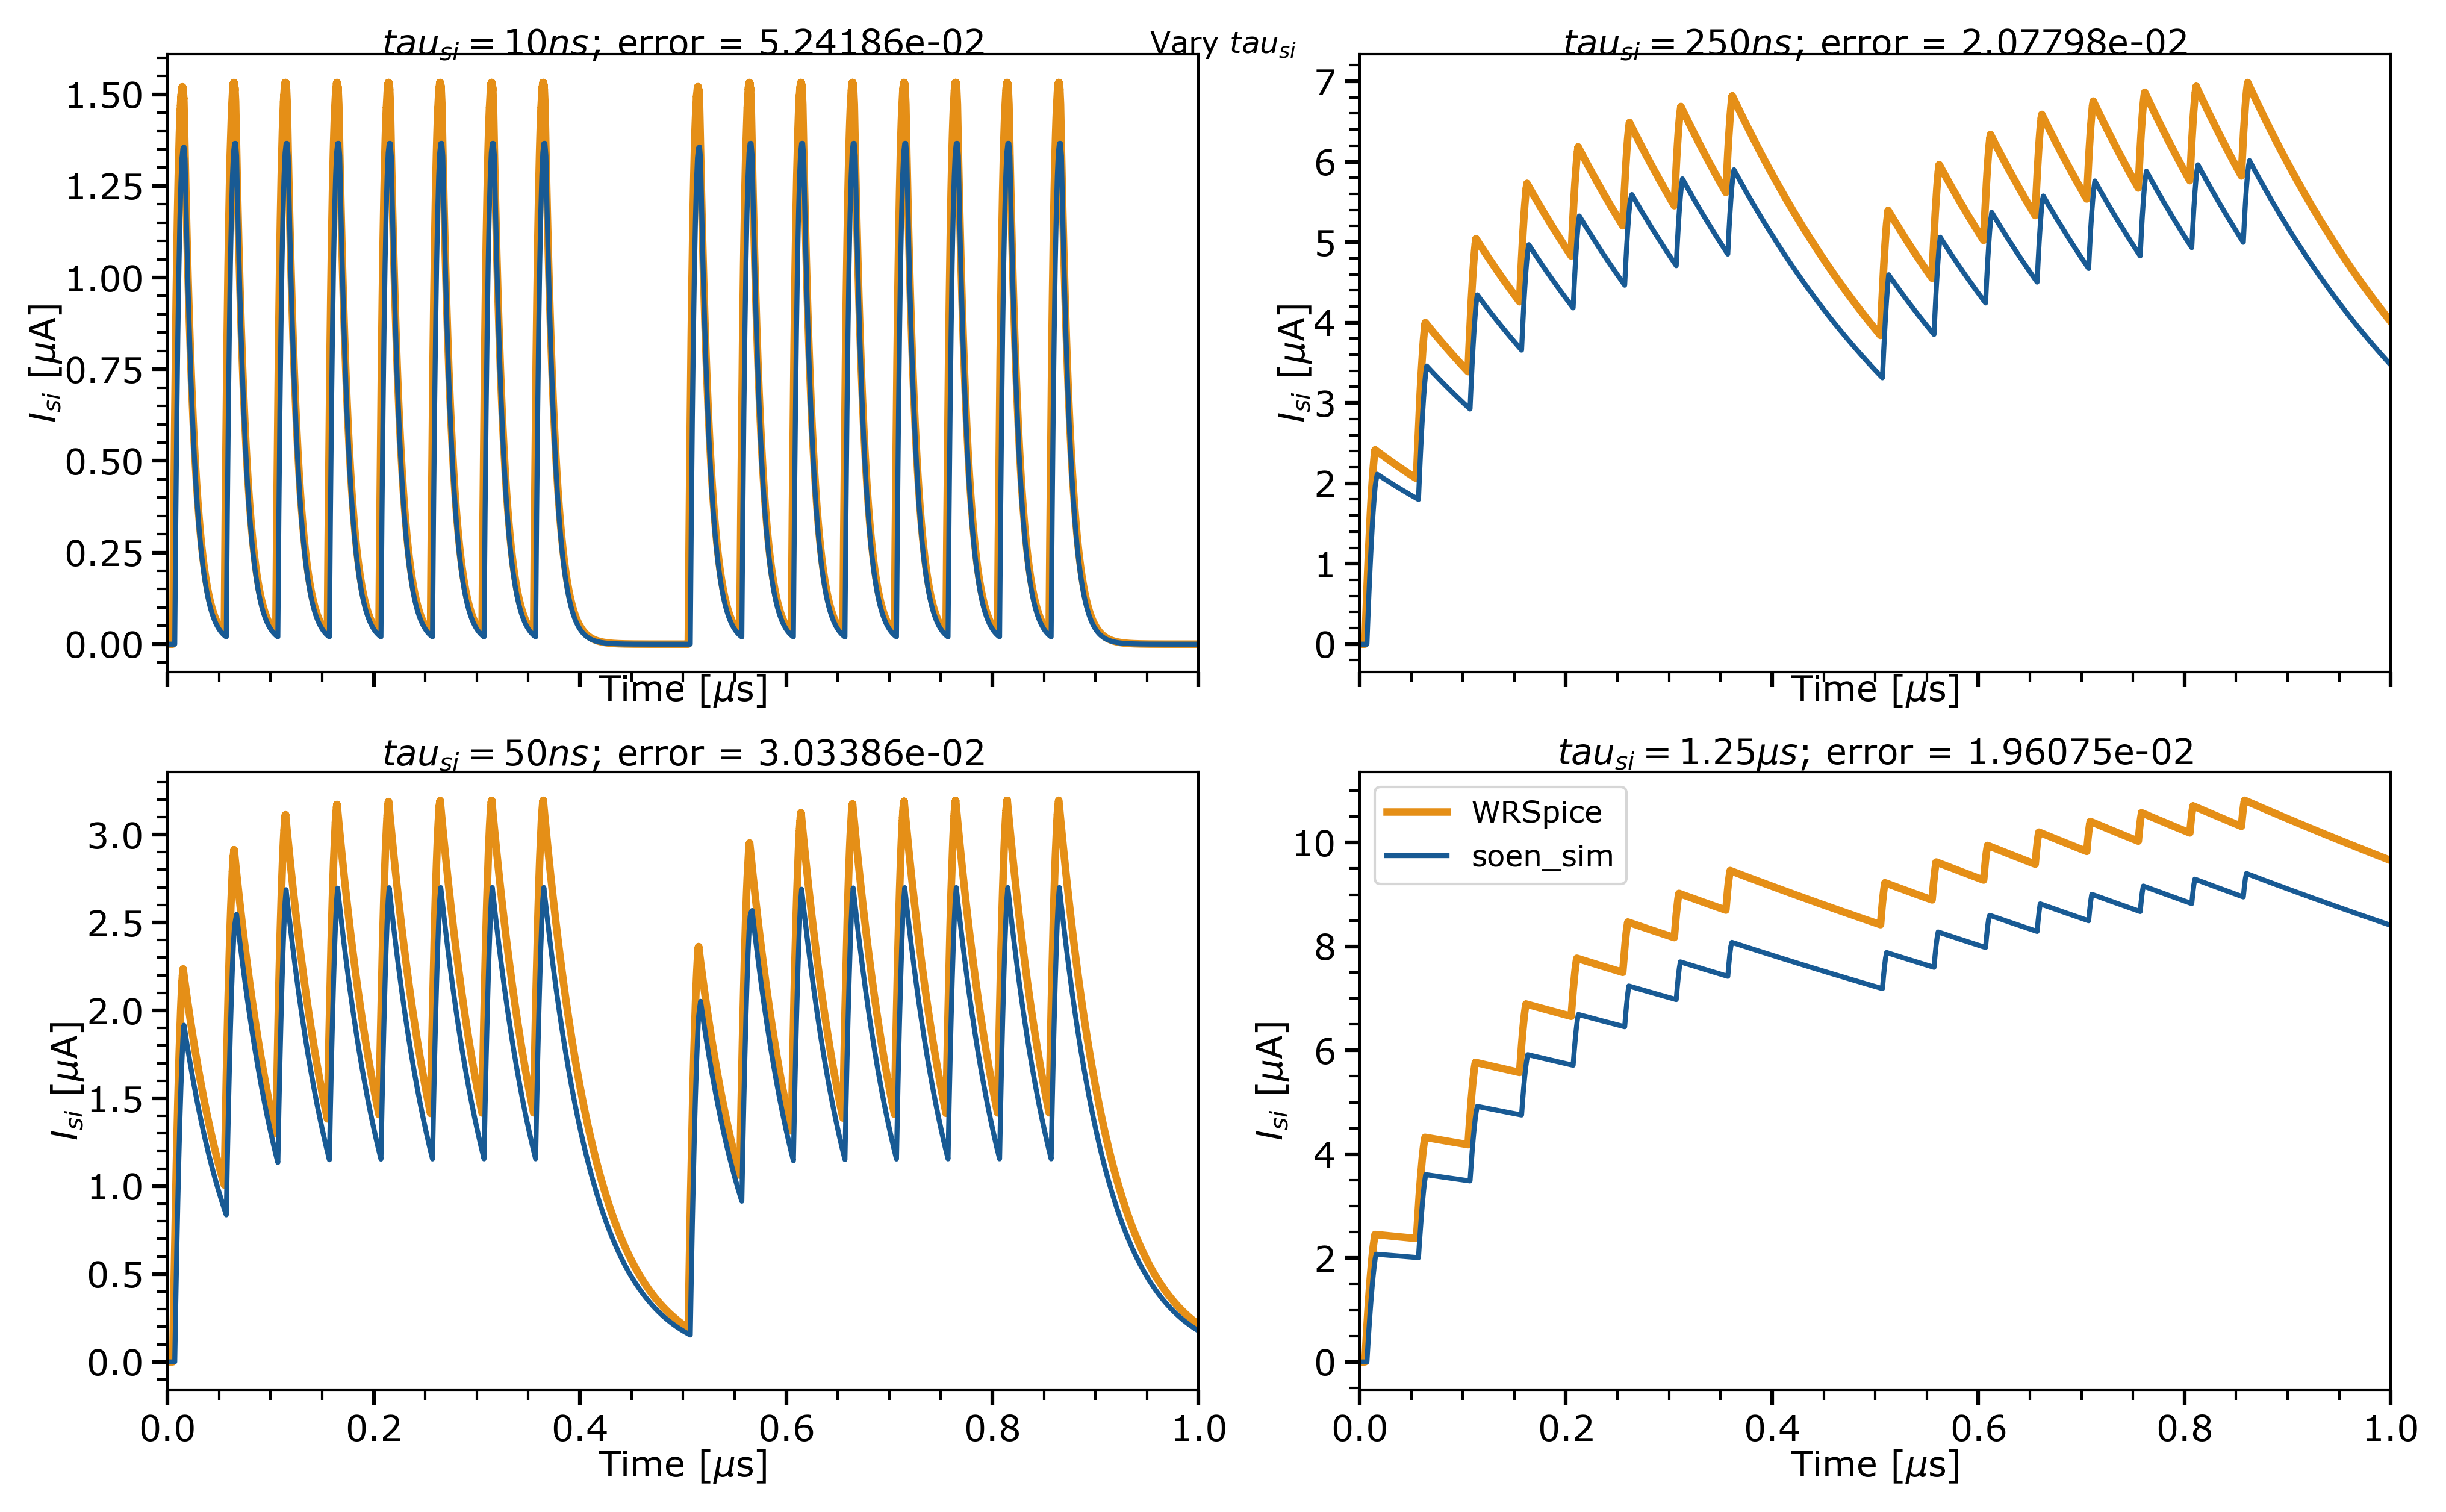 Vary tau_si
tau_si = 10ns; error = 5.24186e-02
1.50
1.25
1.00
0.75
0.50
0.25
0.00
I_si [μA]
Time [μs]
tau_si = 250ns; error = 2.07798e-02
7
6
5
4
3
2
1
0
I_si [μA]
Time [μs]
tau_si = 50ns; error = 3.03386e-02
3.0
2.5
2.0
1.5
1.0
0.5
0.0
I_si [μA]
0.0 0.2 0.4 0.6 0.8 1.0
Time [μs]
tau_si = 1.25μs; error = 1.96075e-02
WRSpice
soen_sim
10
8
6
4
2
0
I_si [μA]
0.0 0.2 0.4 0.6 0.8 1.0
Time [μs]